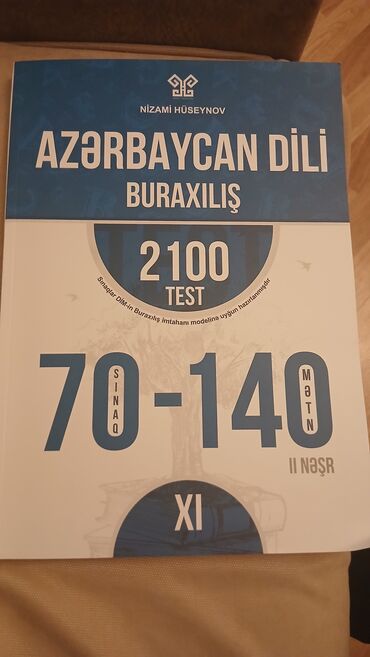 NİZAMİ HÜSEYNOV
AZƏRBAYCAN DİLİ
BURAXILIŞ
TEST
2100
TEST
Sınaqlar DİM-in Buraxılış imtahanı modelinə uyğun hazırlanmışdır
70-140
SINAQ
MƏTN
II NƏŞR
XI